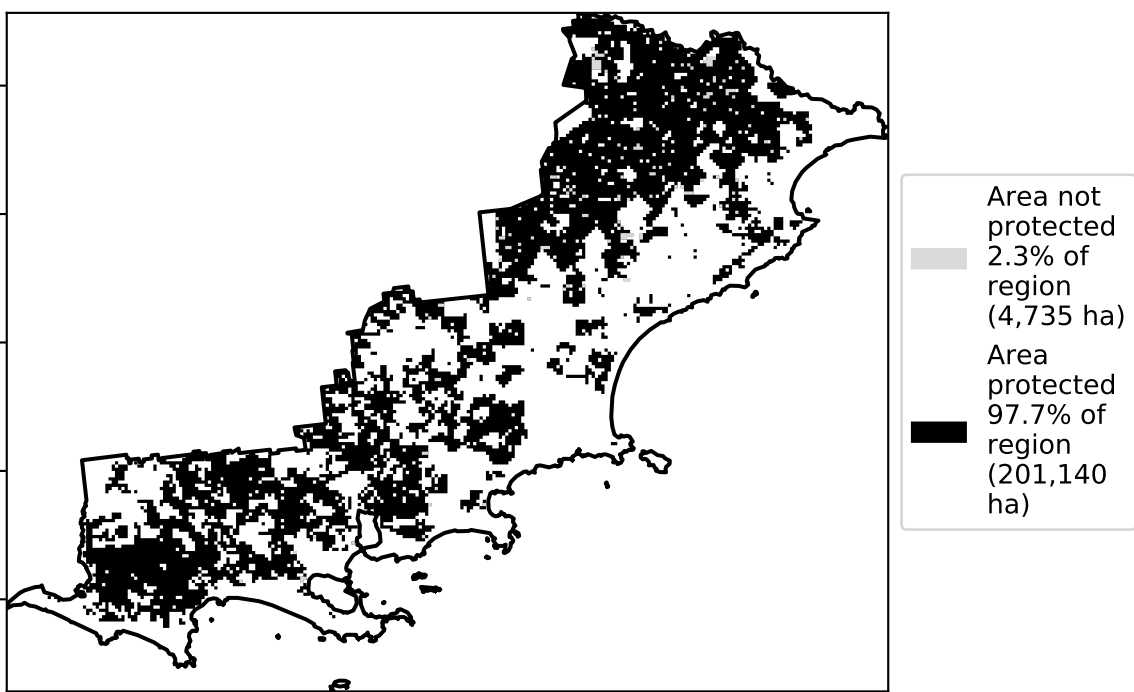 Area not
protected
2.3% of
region
(4,735 ha)
Area
protected
97.7% of
region
(201,140
ha)